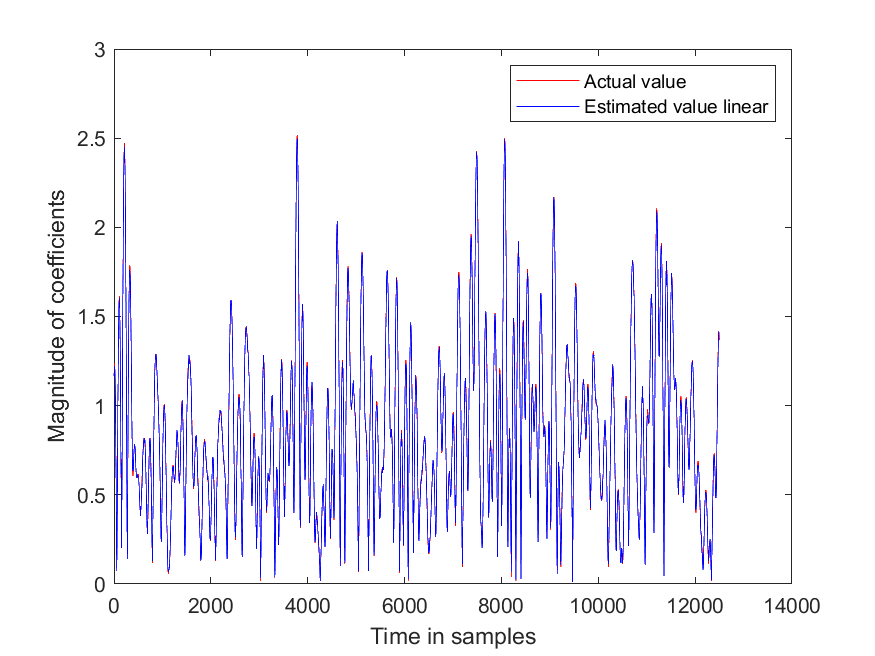 3
2.5
2
1.5
1
0.5
0
0 2000 4000 6000 8000 10000 12000 14000
Magnitude of coefficients
Time in samples
Actual value
Estimated value linear